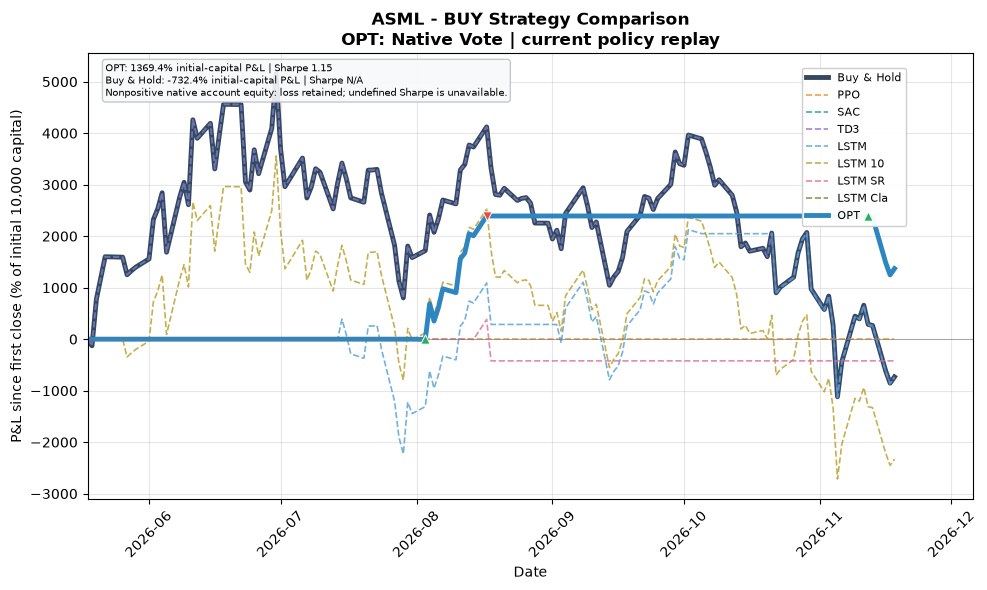 ASML - BUY Strategy Comparison
OPT: Native Vote | current policy replay
OPT: 1369.4% initial-capital P&L | Sharpe 1.15
Buy & Hold: -732.4% initial-capital P&L | Sharpe N/A
Nonpositive native account equity: loss retained; undefined Sharpe is unavailable.
Buy & Hold
PPO
SAC
TD3
LSTM
LSTM 10
LSTM SR
LSTM Cla
OPT
P&L since first close (% of initial 10,000 capital)
5000
4000
3000
2000
1000
0
−1000
−2000
−3000
2026-06
2026-07
2026-08
2026-09
2026-10
2026-11
2026-12
Date